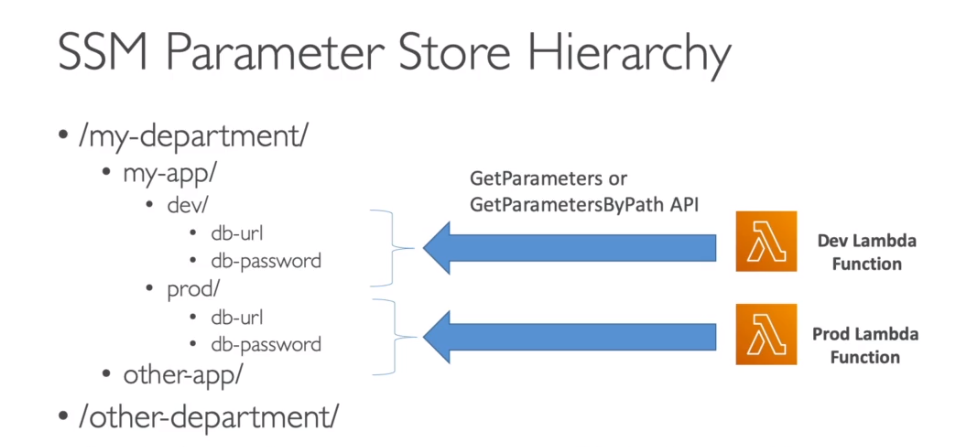 SSM Parameter Store Hierarchy
• /my-department/
• my-app/
• dev/
• db-url
• db-password
• prod/
• db-url
• db-password
• other-app/
• /other-department/
GetParameters or
GetParametersByPath API
Dev Lambda
Function
Prod Lambda
Function